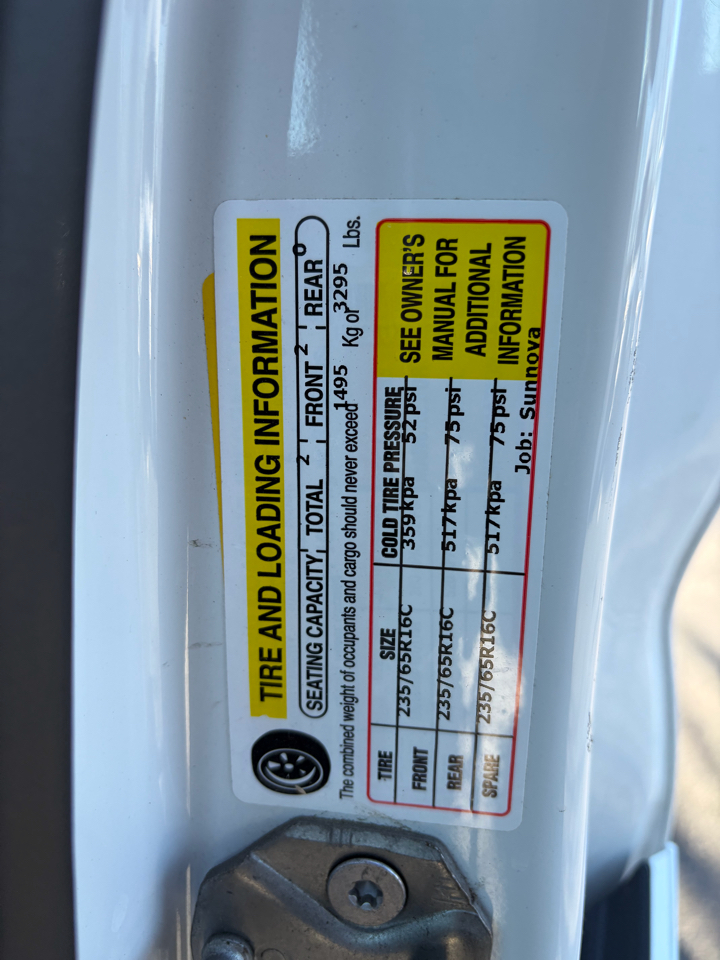 TIRE AND LOADING INFORMATION
SEATING CAPACITY TOTAL 2 FRONT 2 REAR 0
The combined weight of occupants and cargo should never exceed 1495 Kg or 3295 Lbs.
TIRE SIZE COLD TIRE PRESSURE SEE OWNER'S MANUAL FOR ADDITIONAL INFORMATION
FRONT 235/65R16C 359kpa 52psi
REAR 235/65R16C 517kpa 75psi
SPARE 235/65R16C 517kpa 75psi
Job: Sunnova